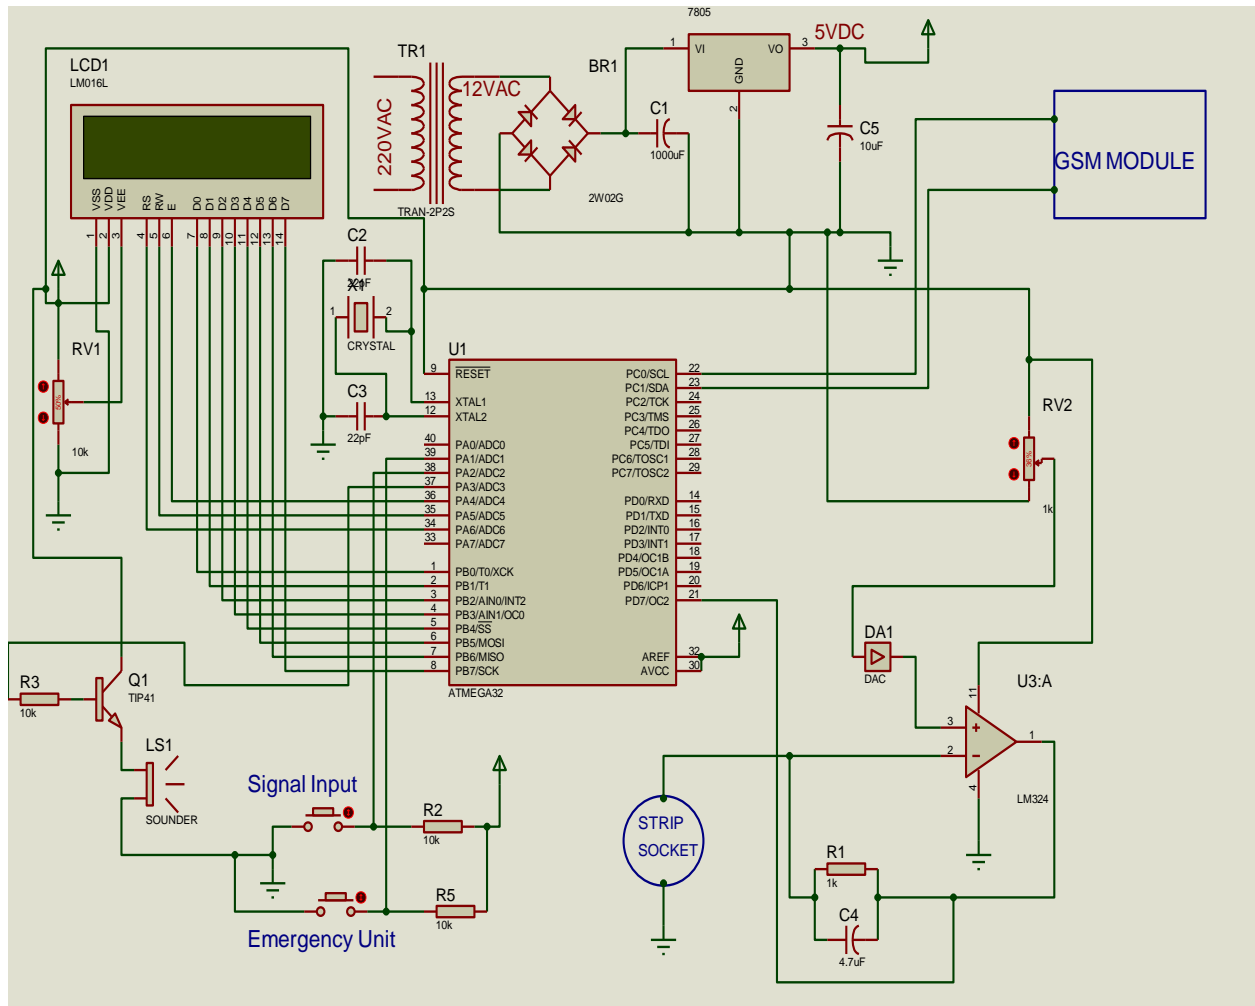 7805
5VDC
1
VI
VO
3
GND
2
TR1
BR1
12VAC
220VAC
C1
1000uF
C5
10uF
2W02G
TRAN-2P2S
GSM MODULE
LCD1
LM016L
VSS
VDD
VEE
RS
RW
E
D0
D1
D2
D3
D4
D5
D6
D7
1
2
3
4
5
6
7
8
9
10
11
12
13
14
C2
22pF
X1
1
2
CRYSTAL
C3
22pF
RV1
50%
10k
U1
9
RESET
13
XTAL1
12
XTAL2
40
PA0/ADC0
39
PA1/ADC1
38
PA2/ADC2
37
PA3/ADC3
36
PA4/ADC4
35
PA5/ADC5
34
PA6/ADC6
33
PA7/ADC7
1
PB0/T0/XCK
2
PB1/T1
3
PB2/AIN0/INT2
4
PB3/AIN1/OC0
5
PB4/SS
6
PB5/MOSI
7
PB6/MISO
8
PB7/SCK
PC0/SCL
22
PC1/SDA
23
PC2/TCK
24
PC3/TMS
25
PC4/TDO
26
PC5/TDI
27
PC6/TOSC1
28
PC7/TOSC2
29
PD0/RXD
14
PD1/TXD
15
PD2/INT0
16
PD3/INT1
17
PD4/OC1B
18
PD5/OC1A
19
PD6/ICP1
20
PD7/OC2
21
AREF
32
AVCC
30
ATMEGA32
RV2
36%
1k
DA1
DAC
U3:A
11
3
2
1
4
LM324
R3
10k
Q1
TIP41
LS1
SOUNDER
Signal Input
R2
10k
R5
10k
Emergency Unit
STRIP
SOCKET
R1
1k
C4
4.7uF